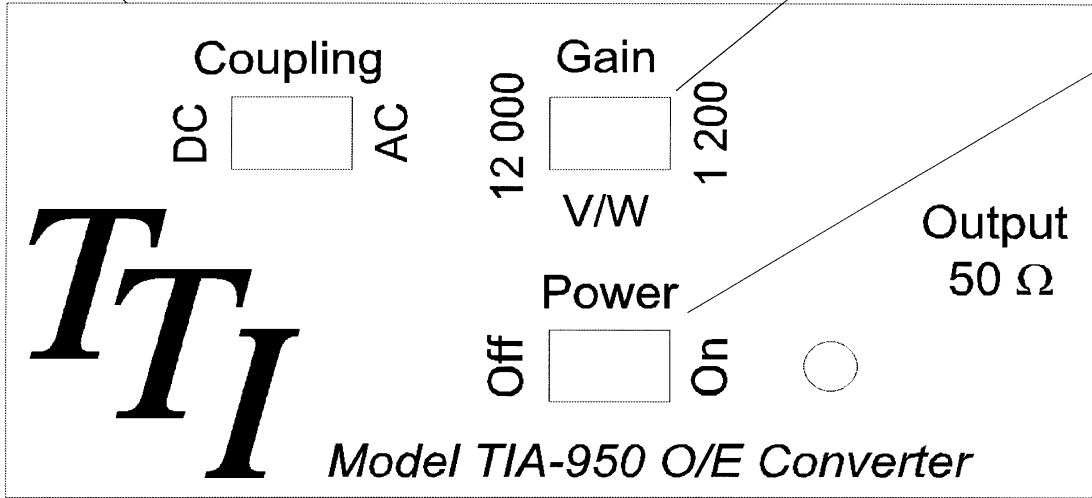 Coupling
DC
AC
Gain
12 000
1 200
V/W
Output
50 Ω
Power
Off
On
TTI
Model TIA-950 O/E Converter